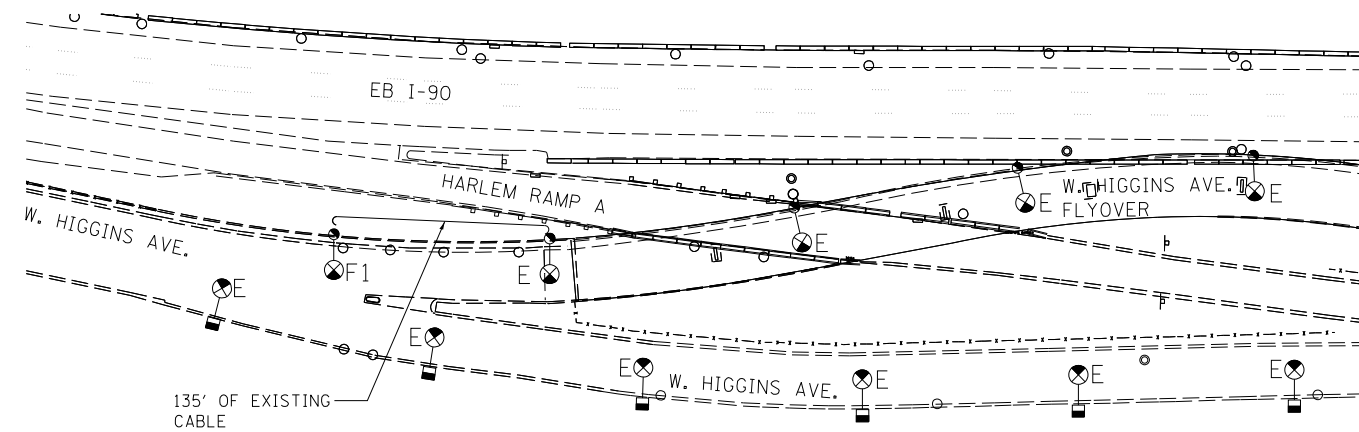 EB I-90
HARLEM RAMP A
W. HIGGINS AVE.
FLYOVER
E
E
E
E
W. HIGGINS AVE.
F1
E
E
E
W. HIGGINS AVE.
E
E
E
135' OF EXISTING
CABLE